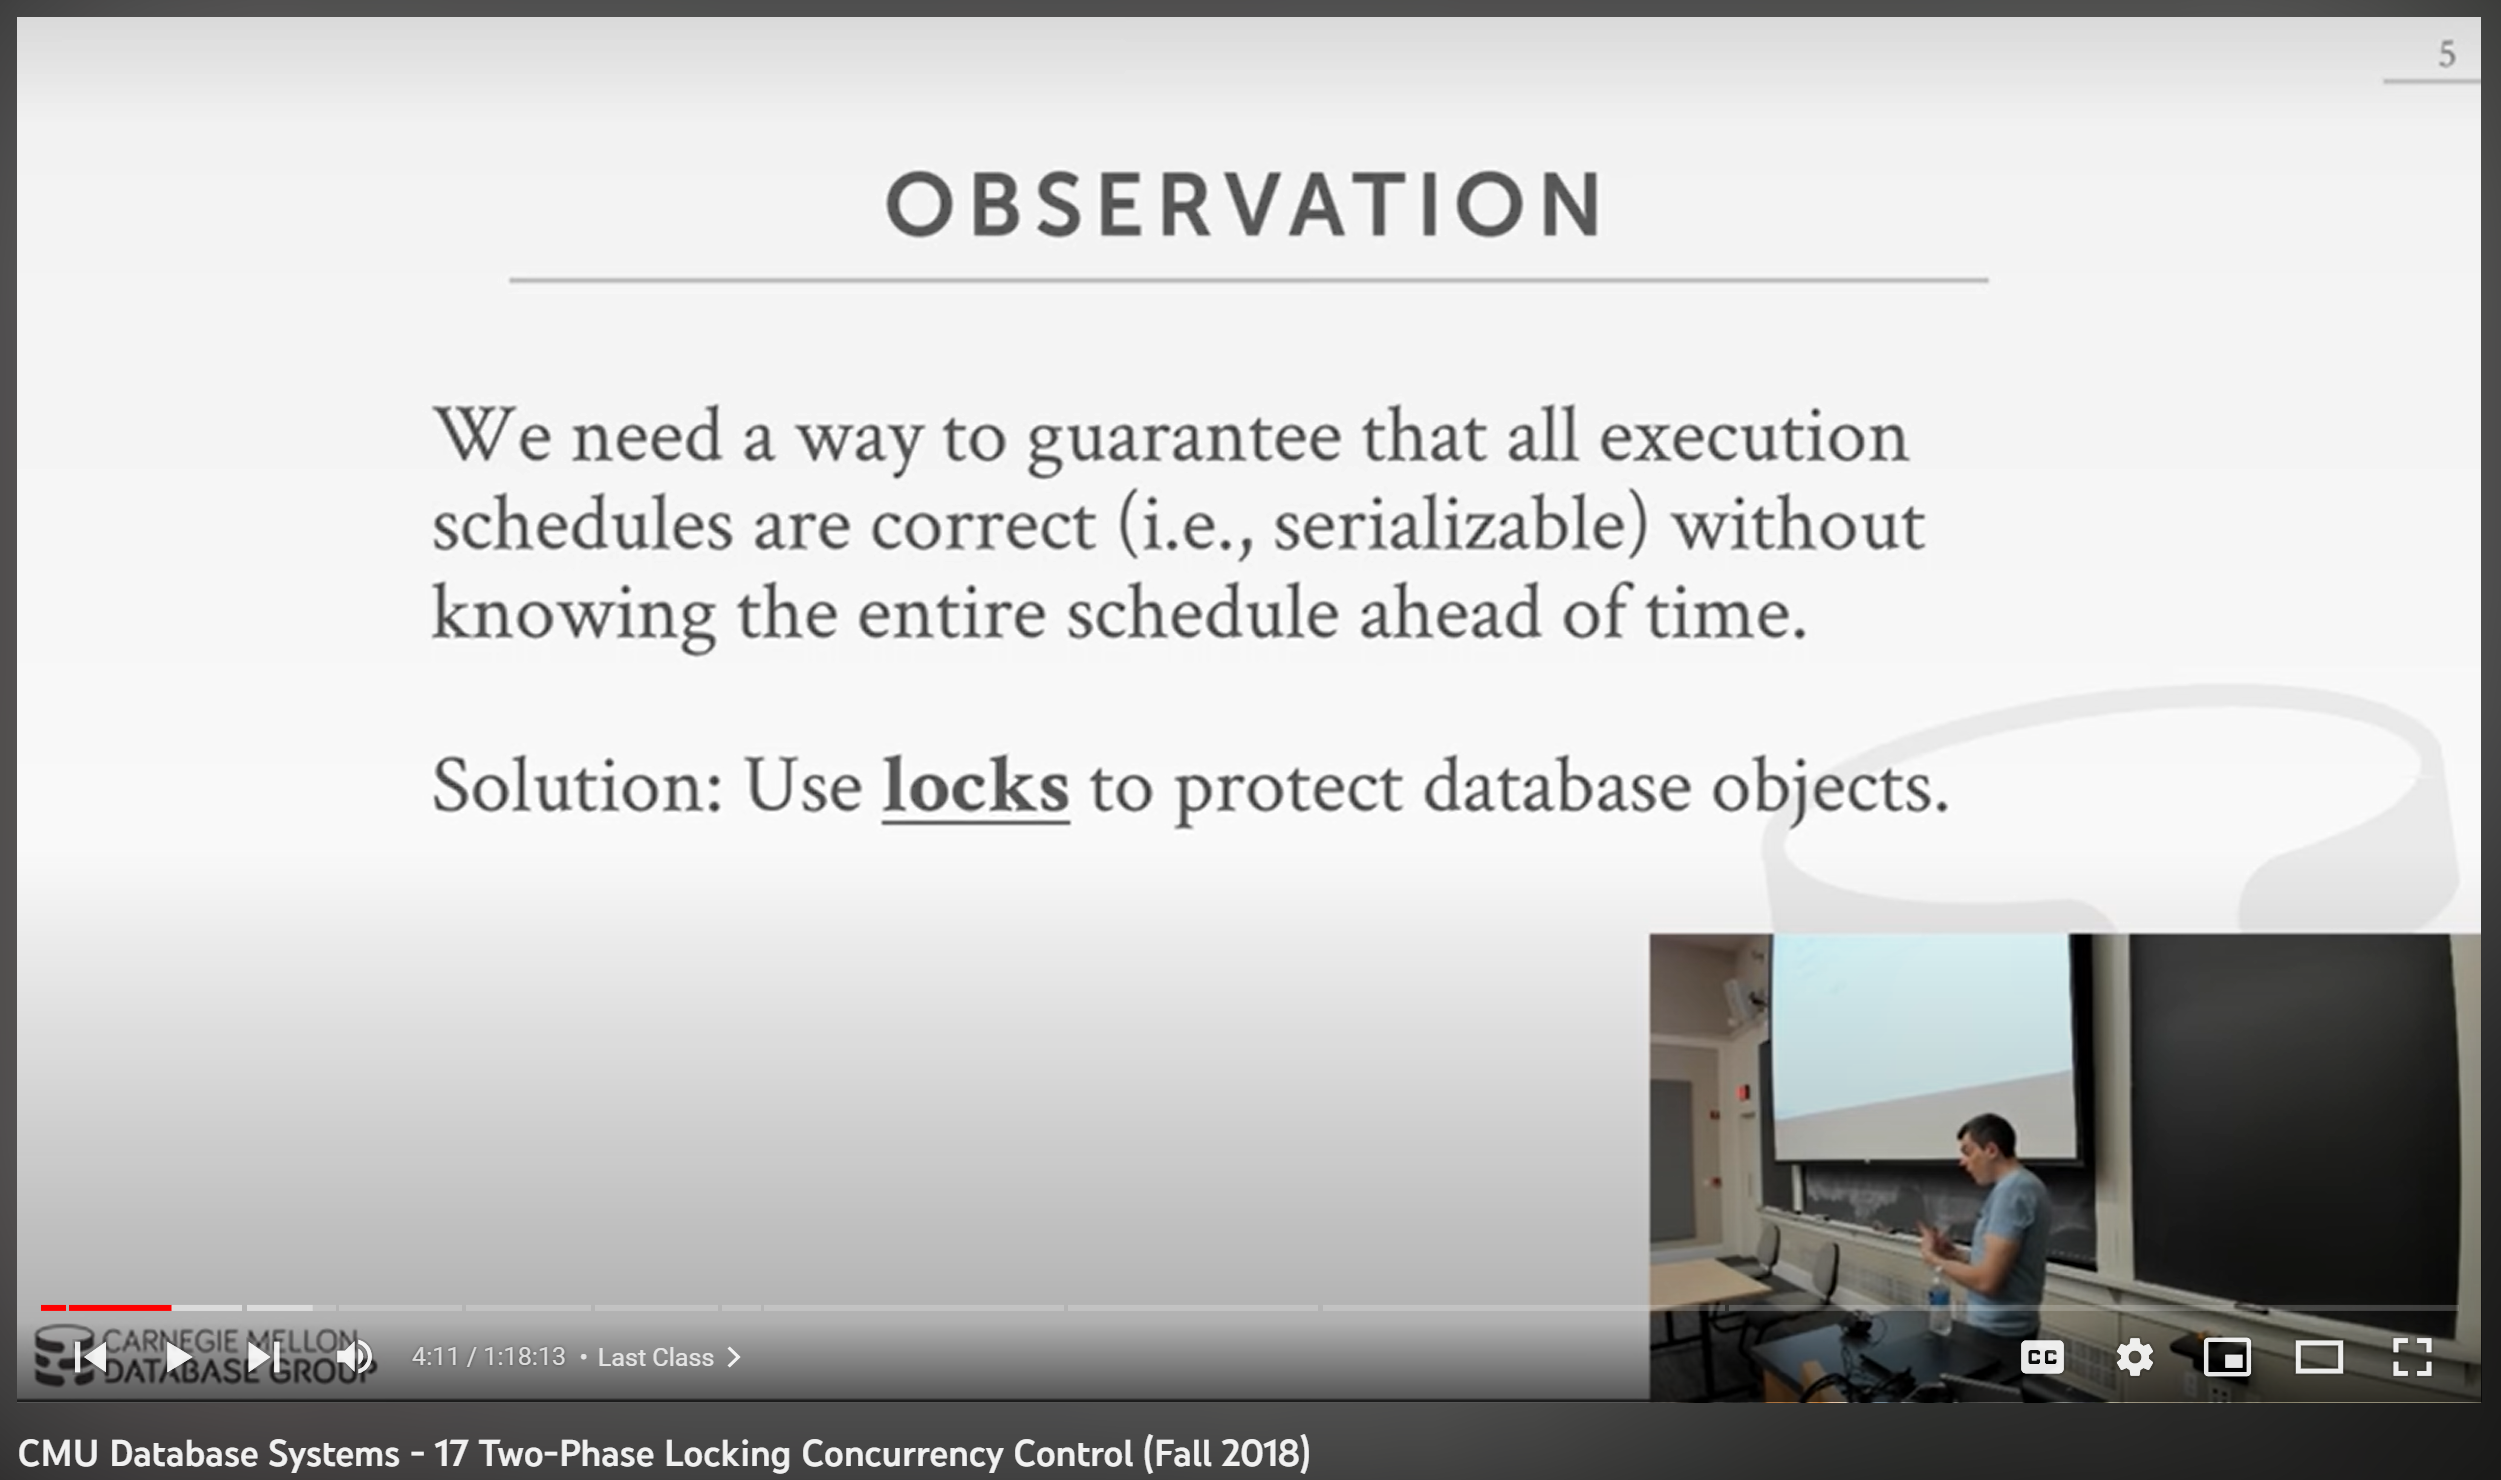 5
OBSERVATION
We need a way to guarantee that all execution
schedules are correct (i.e., serializable) without
knowing the entire schedule ahead of time.
Solution: Use locks to protect database objects.
CARNEGIE MELLON
DATABASE GROUP
4:11 / 1:18:13 • Last Class
CC
CMU Database Systems - 17 Two-Phase Locking Concurrency Control (Fall 2018)